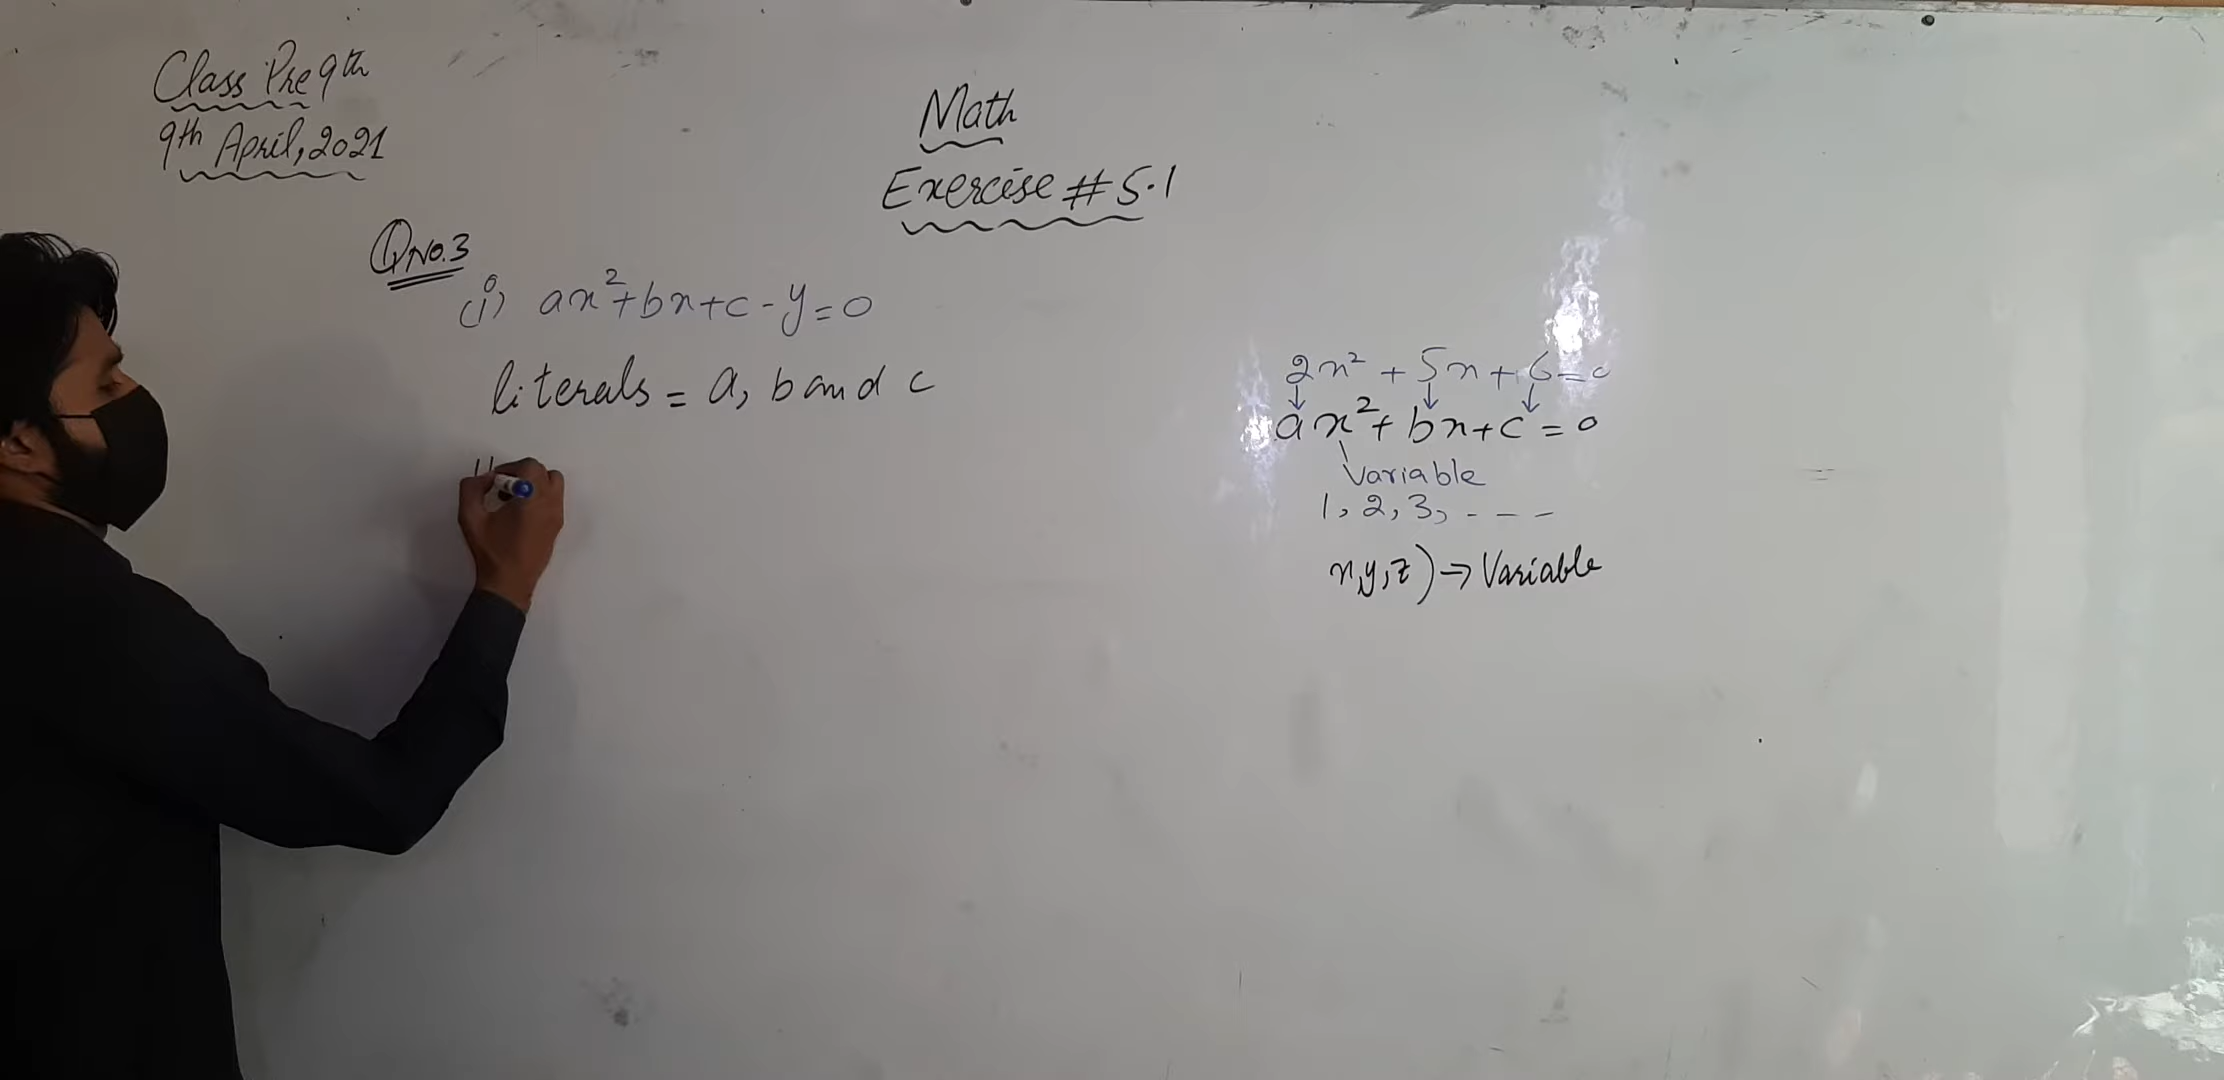 Class Pre 9th
9th April, 2021
Math
Exercise # 5.1
QNO.3
(i) ax²+bx+c-y=0
literals = a, b and c
2x² + 5x + 6 = 0
↓ ↓ ↓
ax²+bx+c=0
Variable
1, 2, 3, - - -
x,y,z) → Variable